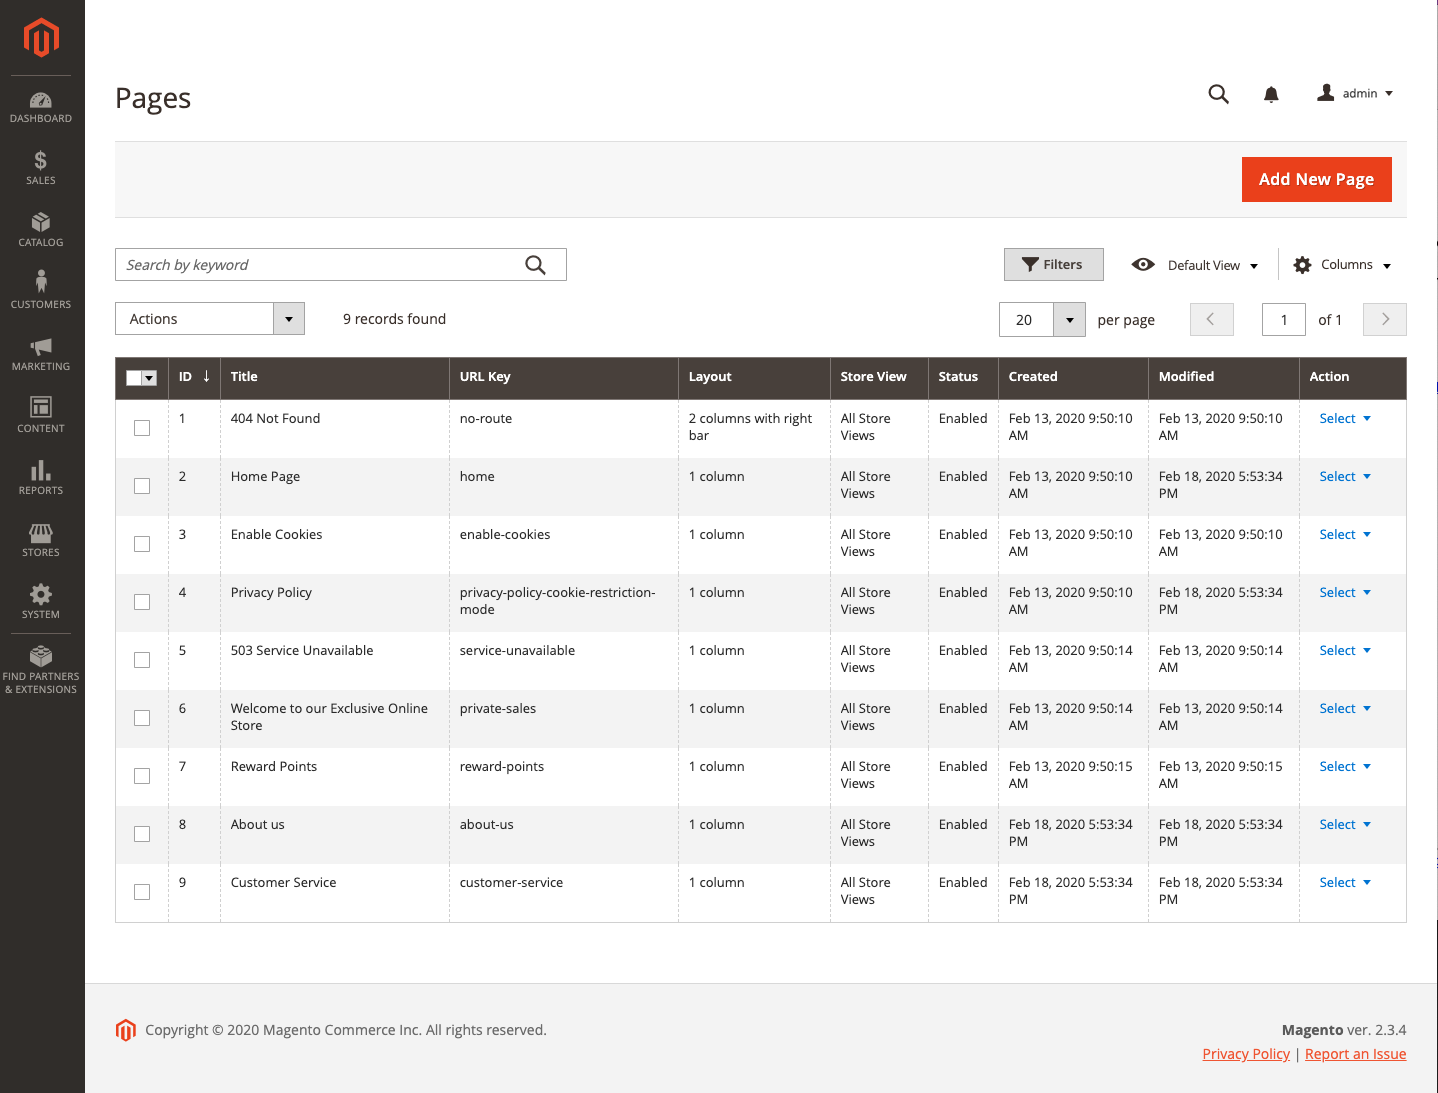 DASHBOARD
SALES
CATALOG
CUSTOMERS
MARKETING
CONTENT
REPORTS
STORES
SYSTEM
FIND PARTNERS
& EXTENSIONS
Pages
admin
Add New Page
Search by keyword
Filters
Default View
Columns
Actions
9 records found
20
per page
1
of 1
ID ↓ Title URL Key Layout Store View Status Created Modified Action
1 404 Not Found no-route 2 columns with right All Store Enabled Feb 13, 2020 9:50:10 Feb 13, 2020 9:50:10 Select
bar Views AM AM
2 Home Page home 1 column All Store Enabled Feb 13, 2020 9:50:10 Feb 18, 2020 5:53:34 Select
Views AM PM
3 Enable Cookies enable-cookies 1 column All Store Enabled Feb 13, 2020 9:50:10 Feb 13, 2020 9:50:10 Select
Views AM AM
4 Privacy Policy privacy-policy-cookie-restriction- 1 column All Store Enabled Feb 13, 2020 9:50:10 Feb 18, 2020 5:53:34 Select
mode Views AM PM
5 503 Service Unavailable service-unavailable 1 column All Store Enabled Feb 13, 2020 9:50:14 Feb 13, 2020 9:50:14 Select
Views AM AM
6 Welcome to our Exclusive Online private-sales 1 column All Store Enabled Feb 13, 2020 9:50:14 Feb 13, 2020 9:50:14 Select
Store Views AM AM
7 Reward Points reward-points 1 column All Store Enabled Feb 13, 2020 9:50:15 Feb 13, 2020 9:50:15 Select
Views AM AM
8 About us about-us 1 column All Store Enabled Feb 18, 2020 5:53:34 Feb 18, 2020 5:53:34 Select
Views PM PM
9 Customer Service customer-service 1 column All Store Enabled Feb 18, 2020 5:53:34 Feb 18, 2020 5:53:34 Select
Views PM PM
Copyright © 2020 Magento Commerce Inc. All rights reserved.
Magento ver. 2.3.4
Privacy Policy | Report an Issue